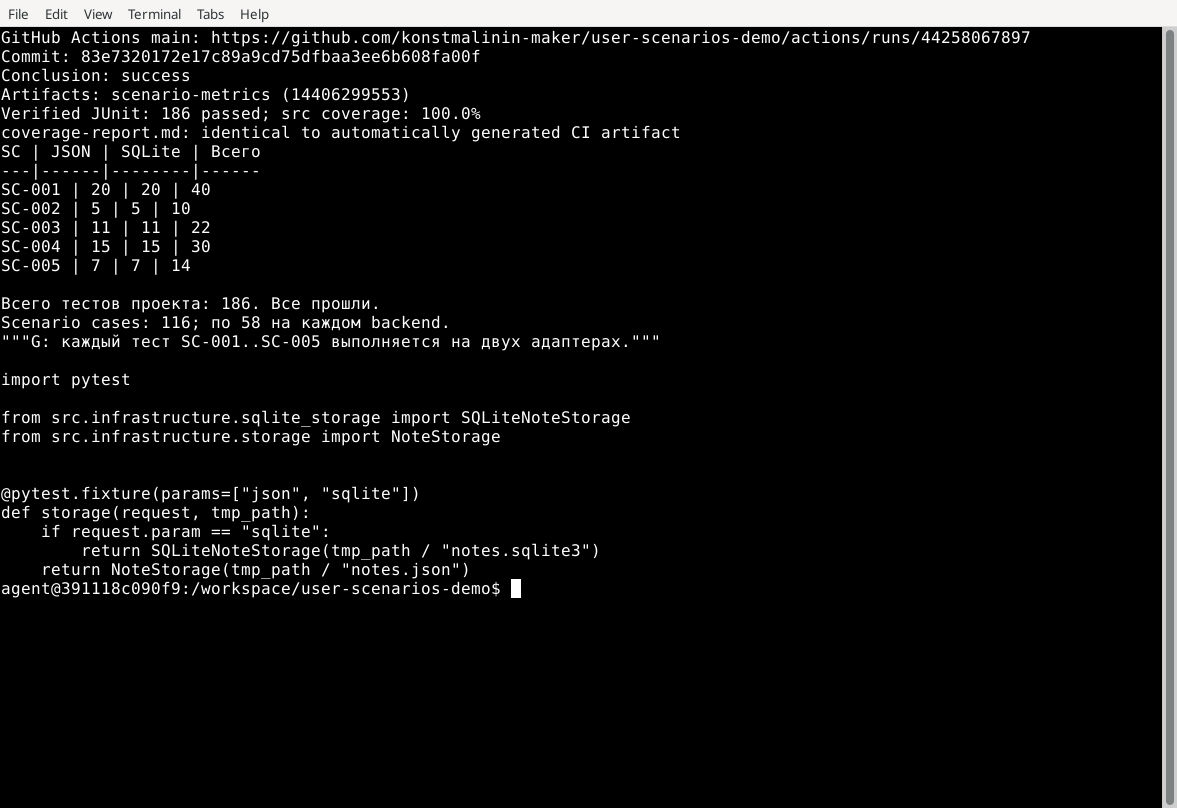 File Edit View Terminal Tabs Help
GitHub Actions main: https://github.com/konstmalinin-maker/user-scenarios-demo/actions/runs/44258067897
Commit: 83e7320172e17c89a9cd75dfbaa3ee6b608fa00f
Conclusion: success
Artifacts: scenario-metrics (14406299553)
Verified JUnit: 186 passed; src coverage: 100.0%
coverage-report.md: identical to automatically generated CI artifact
SC | JSON | SQLite | Всего
---|------|--------|------
SC-001 | 20 | 20 | 40
SC-002 | 5 | 5 | 10
SC-003 | 11 | 11 | 22
SC-004 | 15 | 15 | 30
SC-005 | 7 | 7 | 14

Всего тестов проекта: 186. Все прошли.
Scenario cases: 116; по 58 на каждом backend.
"""G: каждый тест SC-001..SC-005 выполняется на двух адаптерах."""

import pytest

from src.infrastructure.sqlite_storage import SQLiteNoteStorage
from src.infrastructure.storage import NoteStorage


@pytest.fixture(params=["json", "sqlite"])
def storage(request, tmp_path):
    if request.param == "sqlite":
        return SQLiteNoteStorage(tmp_path / "notes.sqlite3")
    return NoteStorage(tmp_path / "notes.json")
agent@391118c090f9:/workspace/user-scenarios-demo$